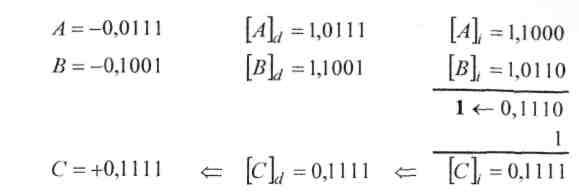 A = −0,0111 [A]d = 1,0111 [A]i = 1,1000
B = −0,1001 [B]d = 1,1001 [B]i = 1,0110
1 ← 0,1110
1
C = +0,1111 ⇐ [C]d = 0,1111 ⇐ [C]i = 0,1111